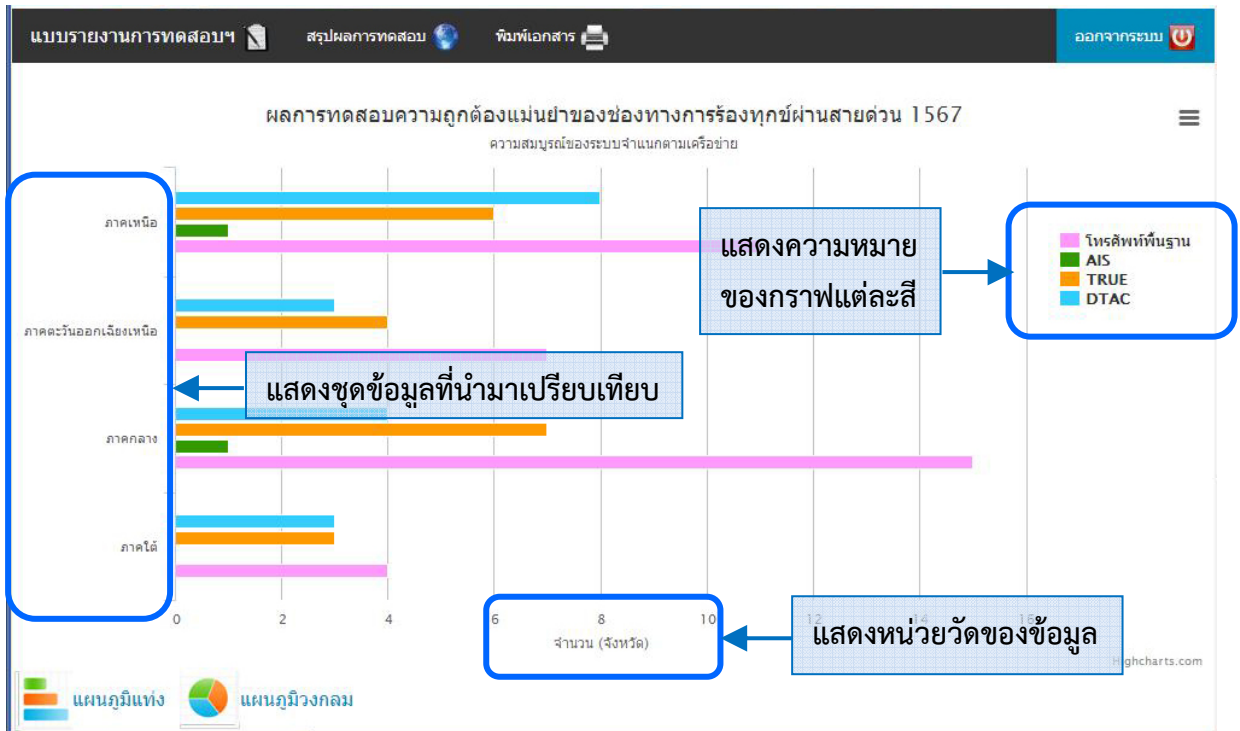 แบบรายงานการทดสอบฯ สรุปผลการทดสอบ พิมพ์เอกสาร ออกจากระบบ
ผลการทดสอบความถูกต้องแม่นยำของช่องทางการร้องทุกข์ผ่านสายด่วน 1567
ความสมบูรณ์ของระบบจำแนกตามเครือข่าย
ภาคเหนือ
ภาคตะวันออกเฉียงเหนือ
ภาคกลาง
ภาคใต้
แสดงความหมาย
ของกราฟแต่ละสี
โทรศัพท์พื้นฐาน
AIS
TRUE
DTAC
แสดงชุดข้อมูลที่นำมาเปรียบเทียบ
0 2 4 6 8 10 12 14 16
จำนวน (จังหวัด)
แสดงหน่วยวัดของข้อมูล
Highcharts.com
แผนภูมิแท่ง แผนภูมิวงกลม